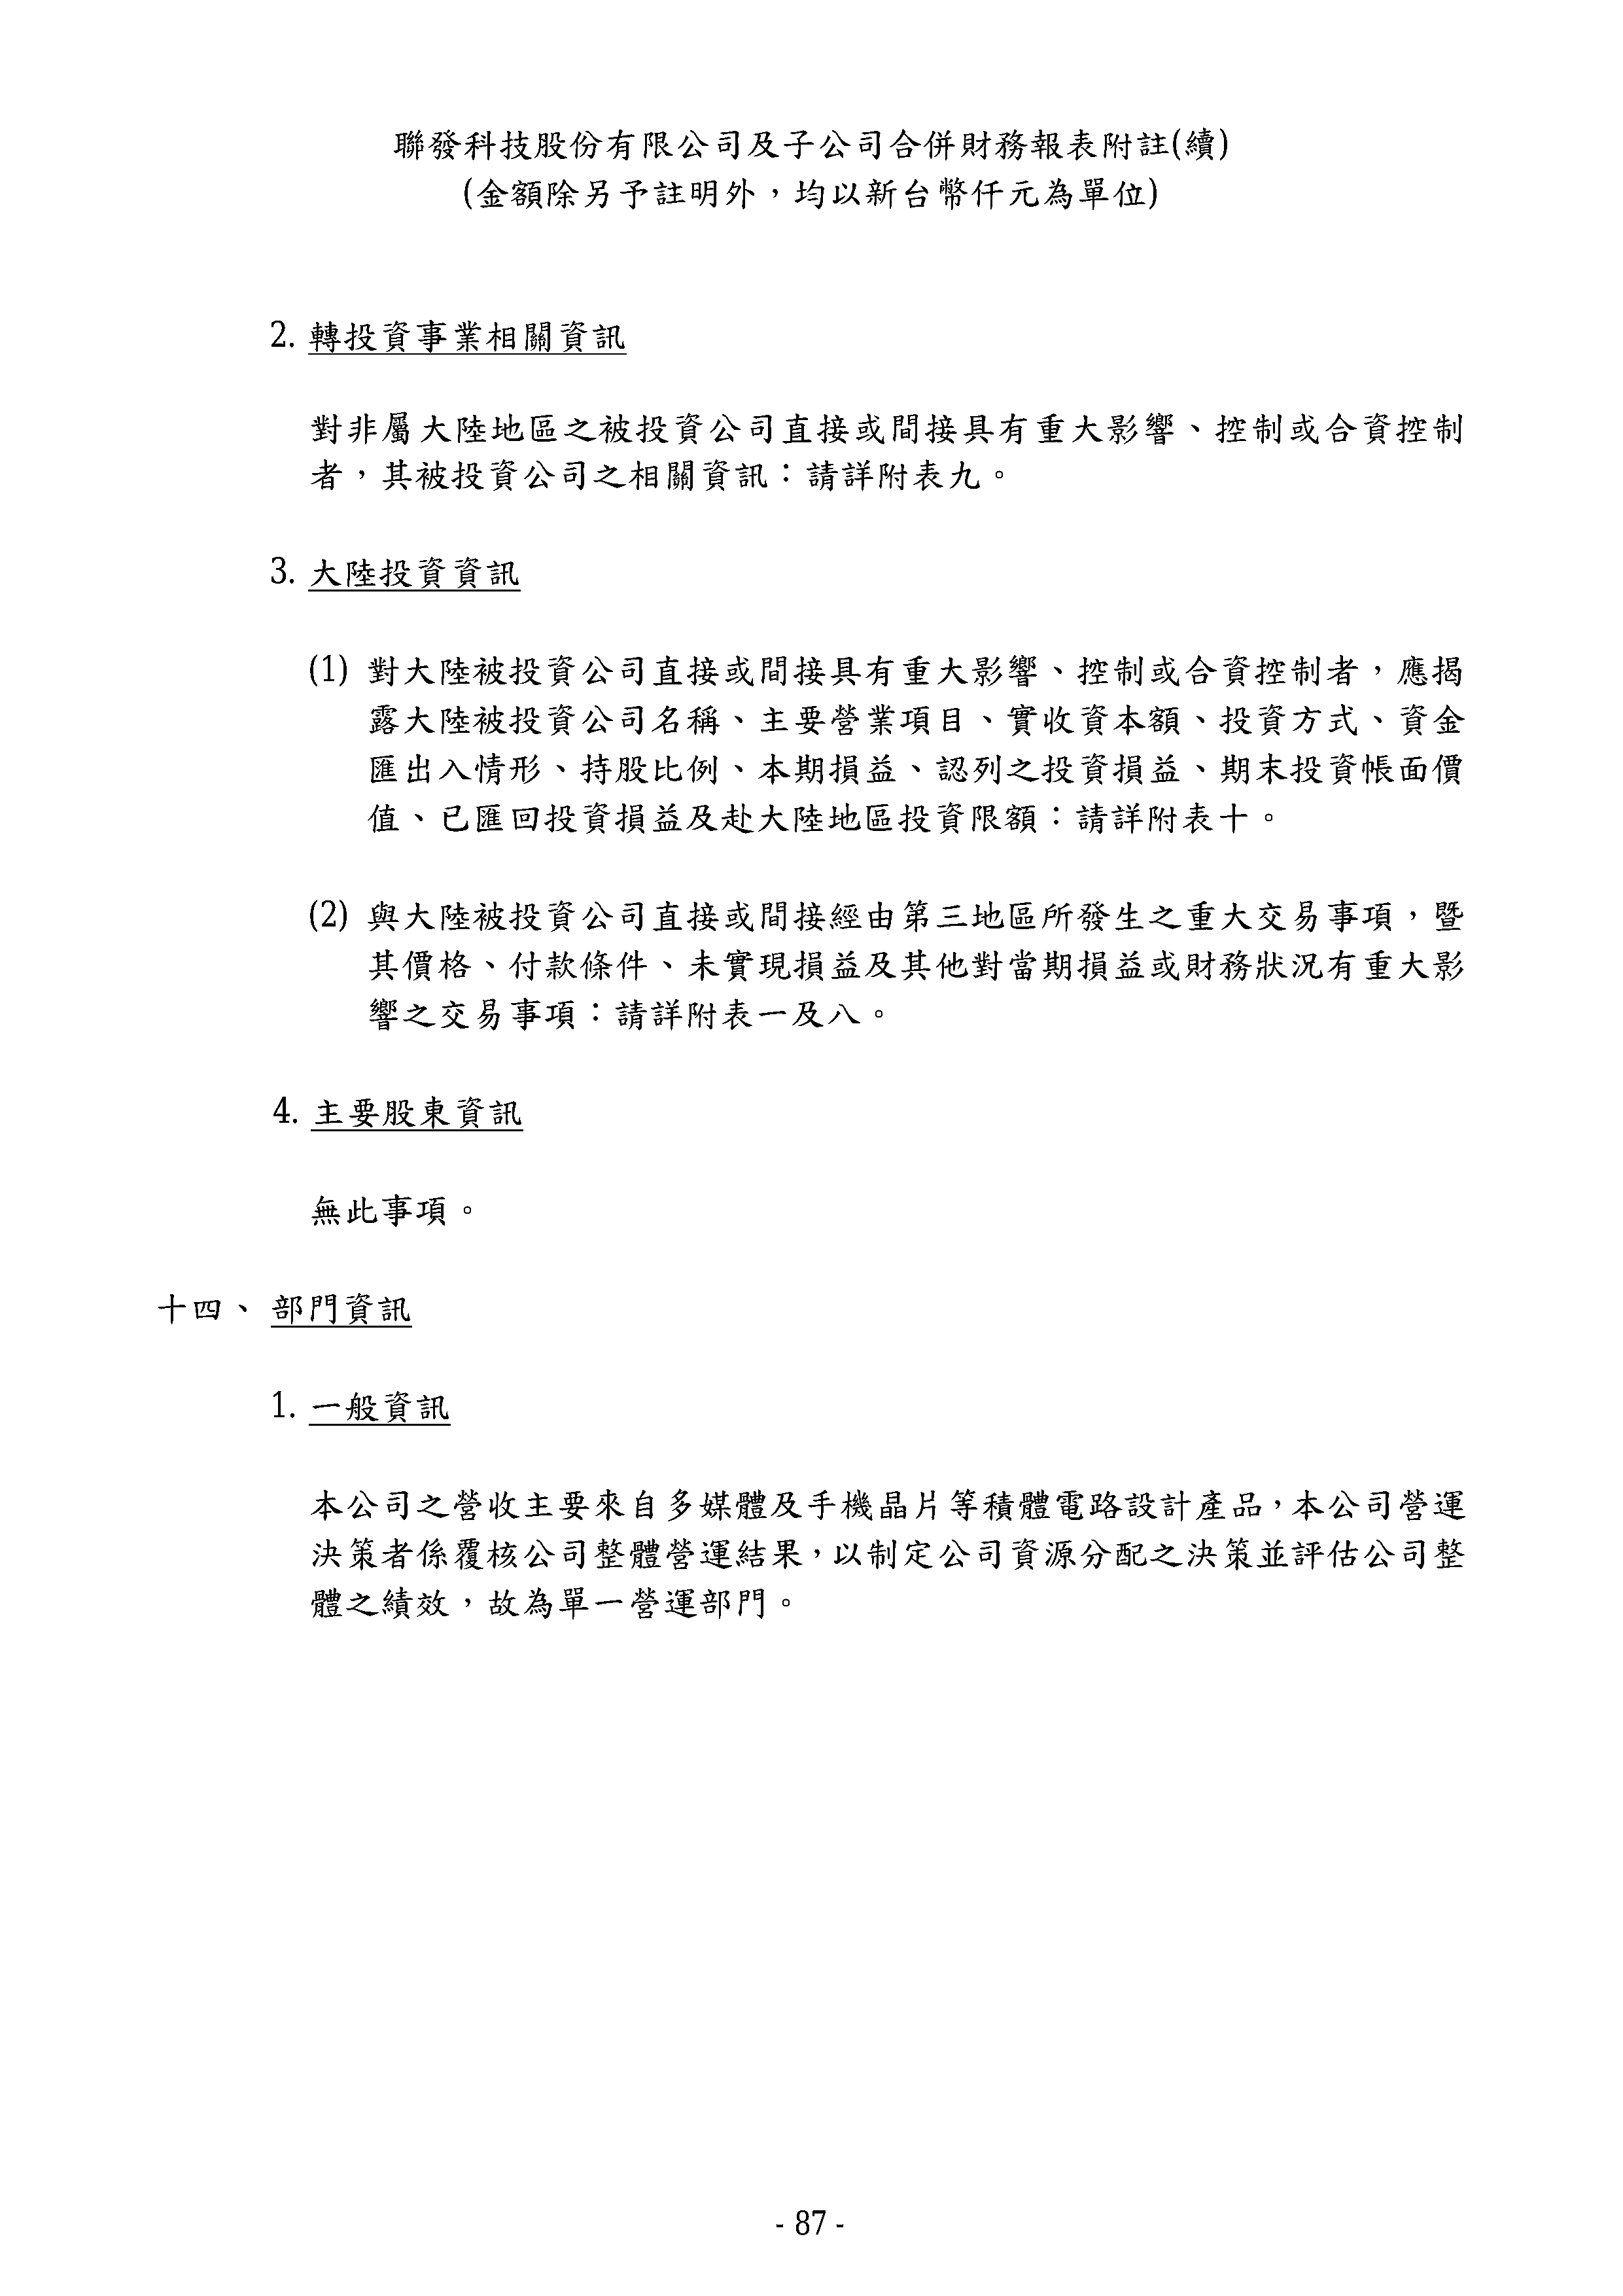 聯發科技股份有限公司及子公司合併財務報表附註(續)
(金額除另予註明外，均以新台幣仟元為單位)
2. 轉投資事業相關資訊
對非屬大陸地區之被投資公司直接或間接具有重大影響、控制或合資控制
者，其被投資公司之相關資訊：請詳附表九。
3. 大陸投資資訊
(1) 對大陸被投資公司直接或間接具有重大影響、控制或合資控制者，應揭
露大陸被投資公司名稱、主要營業項目、實收資本額、投資方式、資金
匯出入情形、持股比例、本期損益、認列之投資損益、期末投資帳面價
值、已匯回投資損益及赴大陸地區投資限額：請詳附表十。
(2) 與大陸被投資公司直接或間接經由第三地區所發生之重大交易事項，暨
其價格、付款條件、未實現損益及其他對當期損益或財務狀況有重大影
響之交易事項：請詳附表一及八。
4. 主要股東資訊
無此事項。
十四、 部門資訊
1. 一般資訊
本公司之營收主要來自多媒體及手機晶片等積體電路設計產品，本公司營運
決策者係覆核公司整體營運結果，以制定公司資源分配之決策並評估公司整
體之績效，故為單一營運部門。
- 87 -